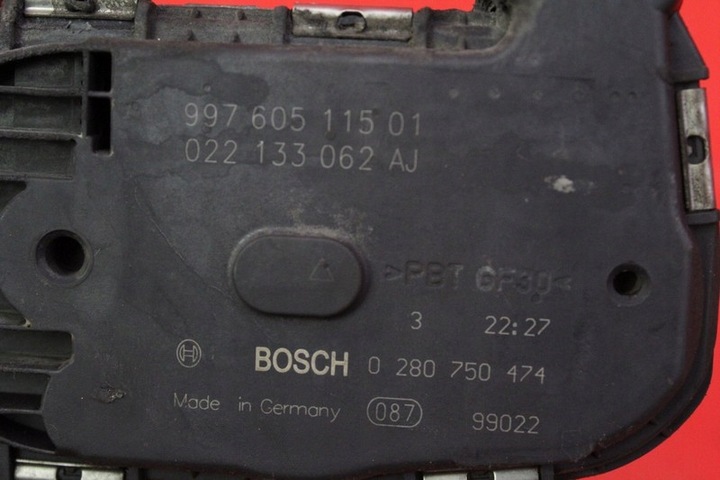 997 605 115 01
022 133 062 AJ
>PBT GF30<
3 22:27
BOSCH 0 280 750 474
Made in Germany 087 99022